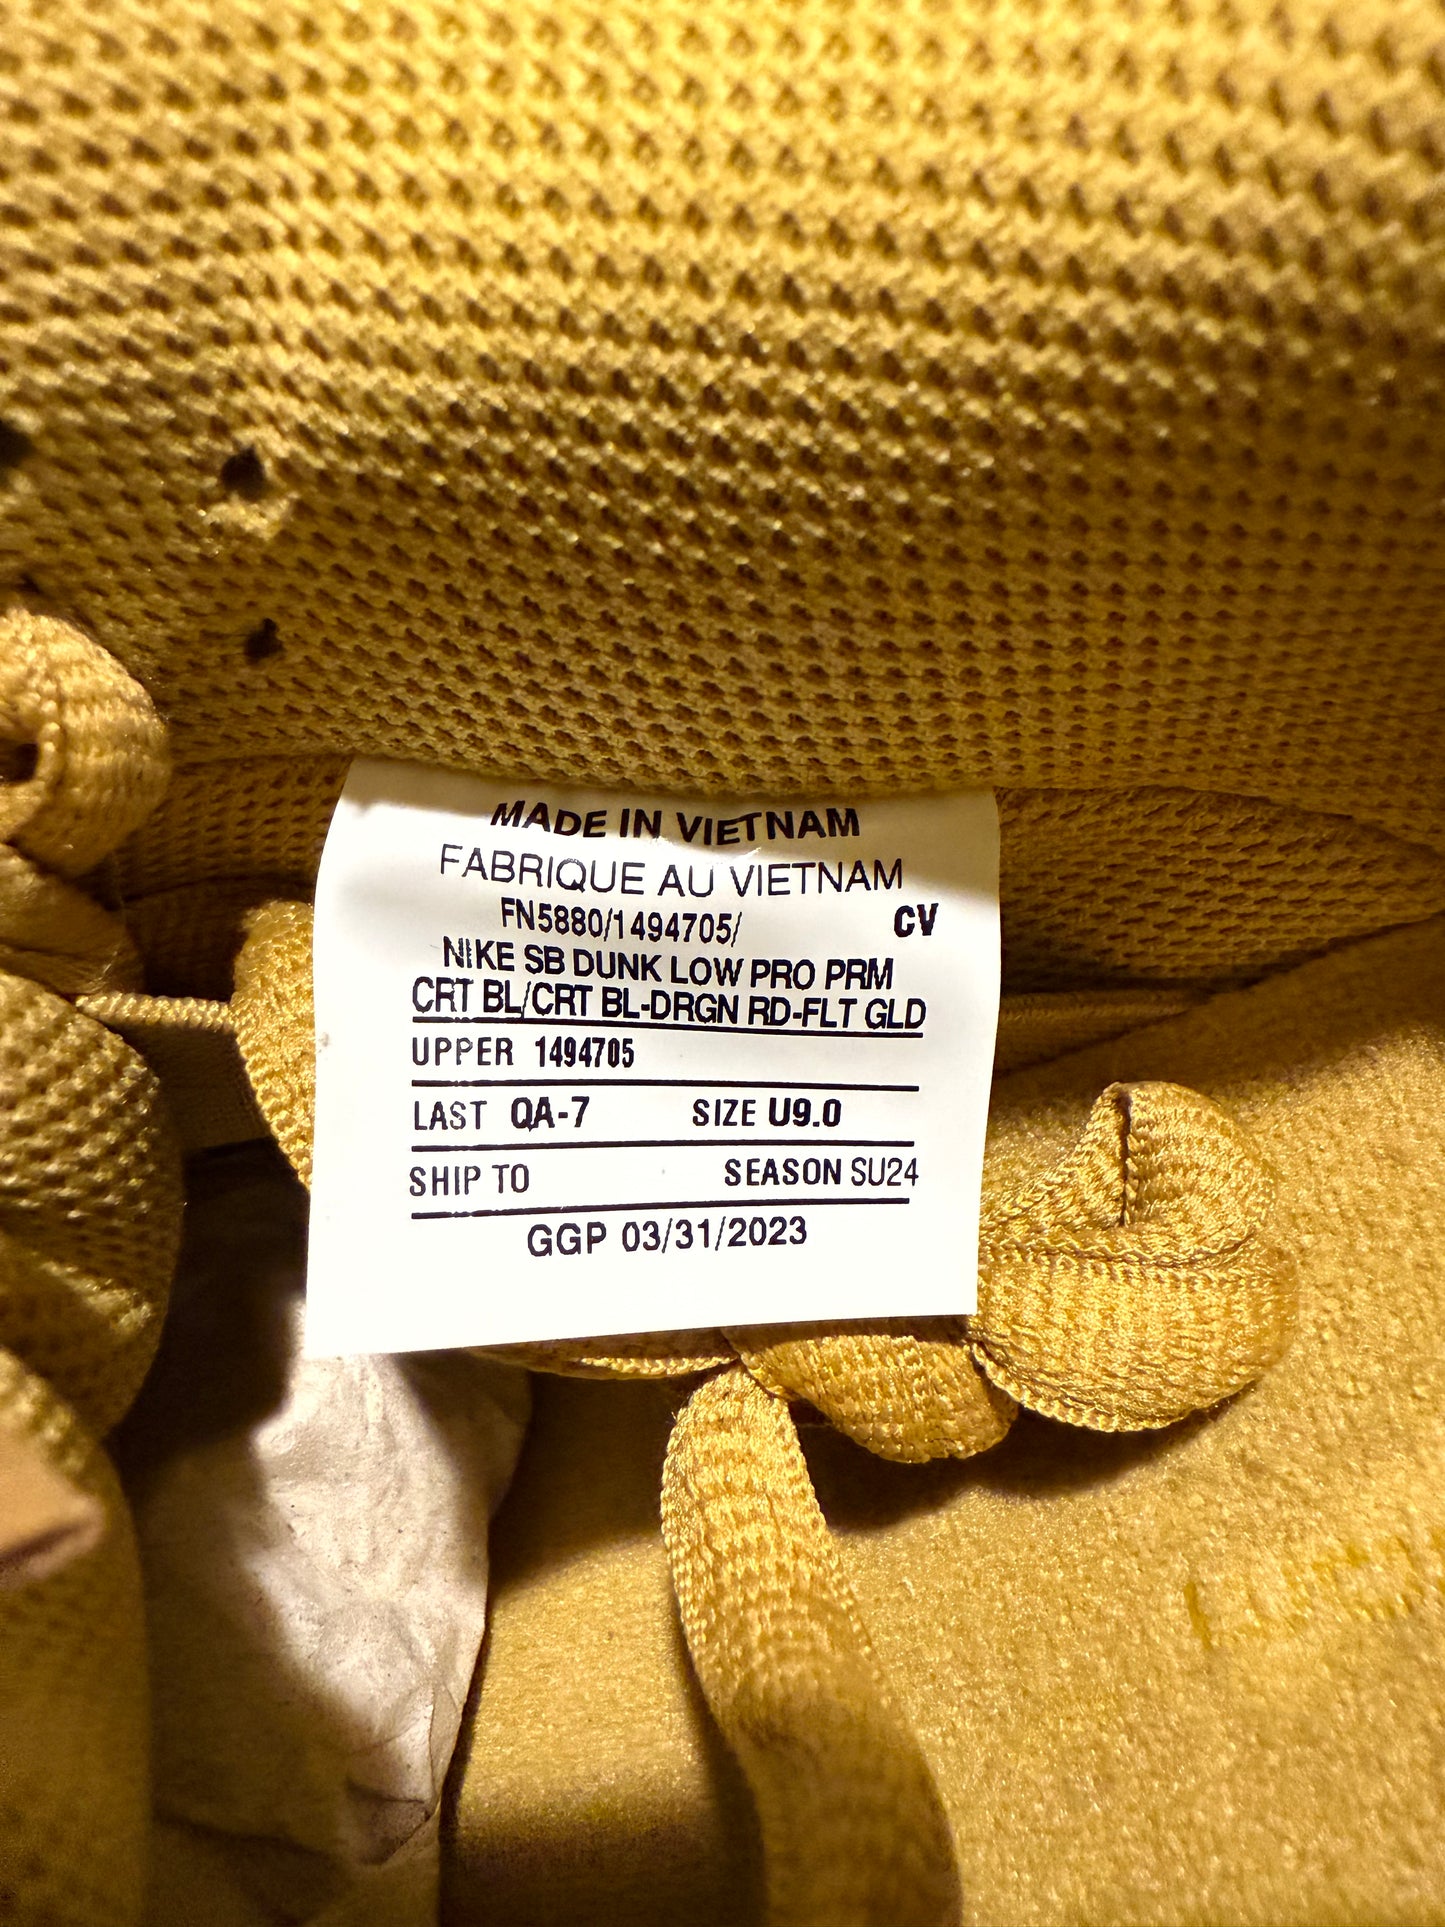 MADE IN VIETNAM
FABRIQUE AU VIETNAM
FN5880/1494705/ CV
NIKE SB DUNK LOW PRO PRM
CRT BL/CRT BL-DRGN RD-FLT GLD
UPPER 1494705
LAST QA-7 SIZE U9.0
SHIP TO SEASON SU24
GGP 03/31/2023